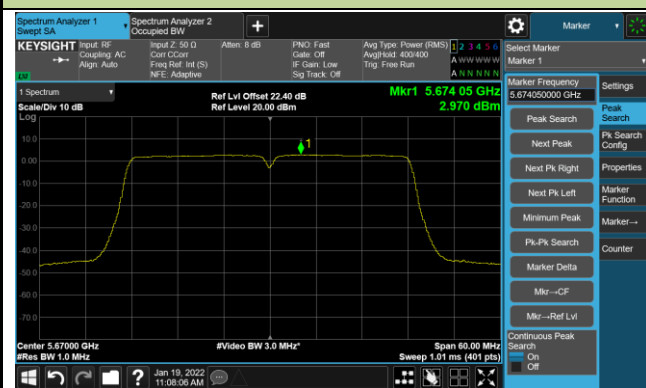 Spectrum Analyzer 1
Swept SA
Spectrum Analyzer 2
Occupied BW
+
Marker
KEYSIGHT
Input: RF
Coupling: AC
Align: Auto
Input Z: 50 Ω
Corr CCorr
Freq Ref: Int (S)
NFE: Adaptive
Atten: 8 dB
PNO: Fast
Gate: Off
IF Gain: Low
Sig Track: Off
Avg Type: Power (RMS)
Avg|Hold: 400/400
Trig: Free Run
1 2 3 4 5 6
A W W W W W
A N N N N N
Select Marker
Marker 1
1 Spectrum
Scale/Div 10 dB
Log
Ref Lvl Offset 22.40 dB
Ref Level 20.00 dBm
Mkr1 5.674 05 GHz
2.970 dBm
10.0
0.00
-10.0
-20.0
-30.0
-40.0
-50.0
-60.0
-70.0
1
Center 5.67000 GHz
#Res BW 1.0 MHz
#Video BW 3.0 MHz*
Span 60.00 MHz
Sweep 1.01 ms (401 pts)
Marker Frequency
5.674050000 GHz
Peak Search
Next Peak
Next Pk Right
Next Pk Left
Minimum Peak
Pk-Pk Search
Marker Delta
Mkr→CF
Mkr→Ref Lvl
Continuous Peak
Search
On
Off
Settings
Peak
Search
Pk Search
Config
Properties
Marker
Function
Marker→
Counter
?
Jan 19, 2022
11:08:06 AM